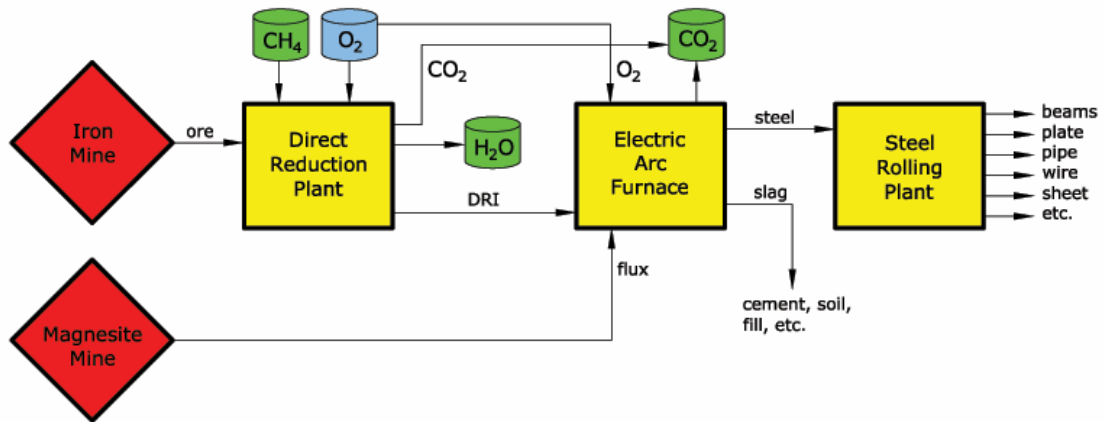 CH₄
O₂
CO₂
CO₂
O₂
Iron
Mine
ore
Direct
Reduction
Plant
H₂O
Electric
Arc
Furnace
steel
Steel
Rolling
Plant
beams
plate
pipe
wire
sheet
etc.
DRI
slag
flux
cement, soil,
fill, etc.
Magnesite
Mine